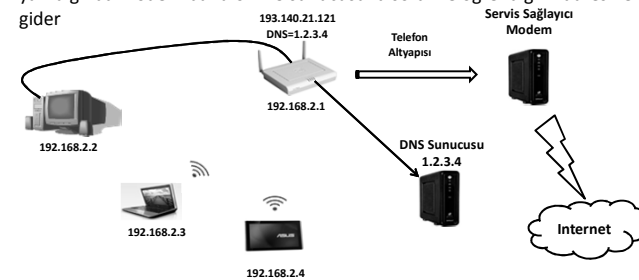 gider
193.140.21.121
DNS=1.2.3.4
Servis Sağlayıcı
Modem
Telefon
Altyapısı
192.168.2.1
192.168.2.2
DNS Sunucusu
1.2.3.4
192.168.2.3
ASUS
192.168.2.4
Internet